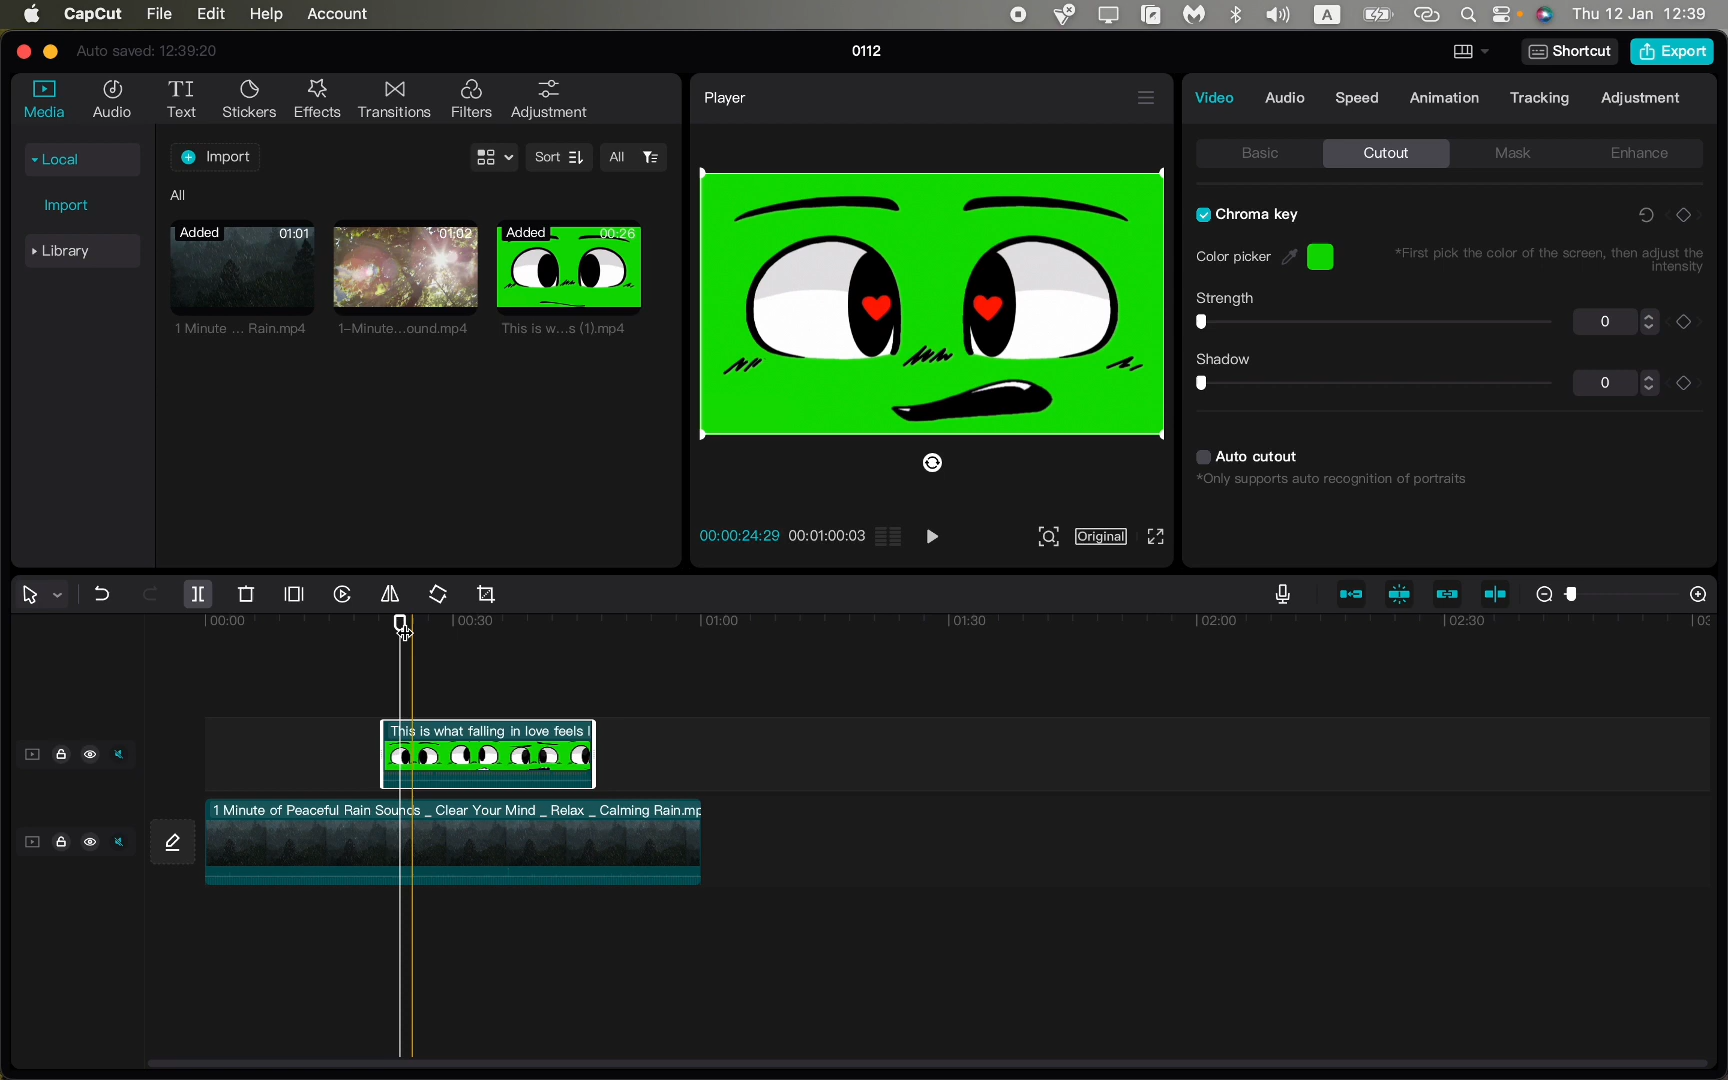 CapCut File Edit Help Account A Thu 12 Jan 12:39
Auto saved: 12:39:20 0112 Shortcut Export
Media Audio TI Text Stickers Effects Transitions Filters Adjustment
Local
Import
Library
Import Sort All
All
Added 01:01
01:02
Added 00:26
1 Minute ... Rain.mp4
1-Minute...ound.mp4
This is w...s (1).mp4
Player
00:00:24:29 00:01:00:03 Original
Video Audio Speed Animation Tracking Adjustment
Basic Cutout Mask Enhance
Chroma key
Color picker
*First pick the color of the screen, then adjust the
intensity
Strength
0
Shadow
0
Auto cutout
*Only supports auto recognition of portraits
00:00 00:30 01:00 01:30 02:00 02:30 03
This is what falling in love feels l
1 Minute of Peaceful Rain Sounds _ Clear Your Mind _ Relax _ Calming Rain.mp